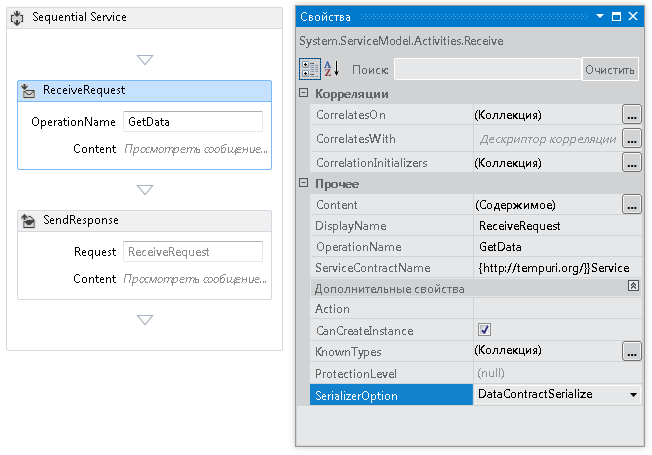 Sequential Service
ReceiveRequest
OperationName GetData
Content Просмотреть сообщение...
SendResponse
Request ReceiveRequest
Content Просмотреть сообщение...
Свойства
System.ServiceModel.Activities.Receive
Поиск: Очистить
Корреляции
CorrelatesOn (Коллекция) ...
CorrelatesWith Дескриптор корреляции ...
CorrelationInitializers (Коллекция) ...
Прочее
Content (Содержимое) ...
DisplayName ReceiveRequest
OperationName GetData
ServiceContractName {http://tempuri.org/}}Service
Дополнительные свойства
Action
CanCreateInstance
KnownTypes (Коллекция) ...
ProtectionLevel (null)
SerializerOption DataContractSerialize